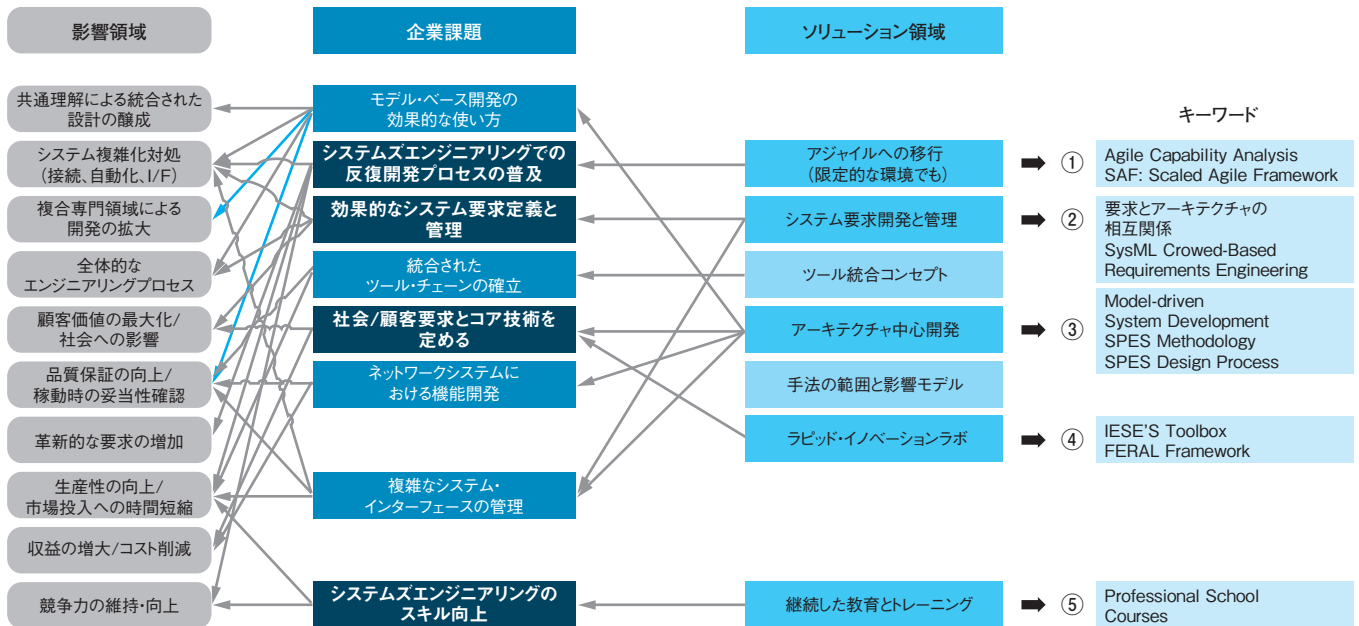 影響領域
企業課題
ソリューション領域
キーワード
共通理解による統合された
設計の醸成
システム複雑化対処
(接続、自動化、I/F)
複合専門領域による
開発の拡大
全体的な
エンジニアリングプロセス
顧客価値の最大化/
社会への影響
品質保証の向上/
稼動時の妥当性確認
革新的な要求の増加
生産性の向上/
市場投入への時間短縮
収益の増大/コスト削減
競争力の維持・向上
モデル・ベース開発の
効果的な使い方
システムズエンジニアリングでの
反復開発プロセスの普及
効果的なシステム要求定義と
管理
統合された
ツール・チェーンの確立
社会/顧客要求とコア技術を
定める
ネットワークシステムに
おける機能開発
複雑なシステム・
インターフェースの管理
システムズエンジニアリングの
スキル向上
アジャイルへの移行
(限定的な環境でも)
システム要求開発と管理
ツール統合コンセプト
アーキテクチャ中心開発
手法の範囲と影響モデル
ラピッド・イノベーションラボ
継続した教育とトレーニング
①
Agile Capability Analysis
SAF: Scaled Agile Framework
②
要求とアーキテクチャの
相互関係
SysML Crowed-Based
Requirements Engineering
③
Model-driven
System Development
SPES Methodology
SPES Design Process
④
IESE'S Toolbox
FERAL Framework
⑤
Professional School
Courses